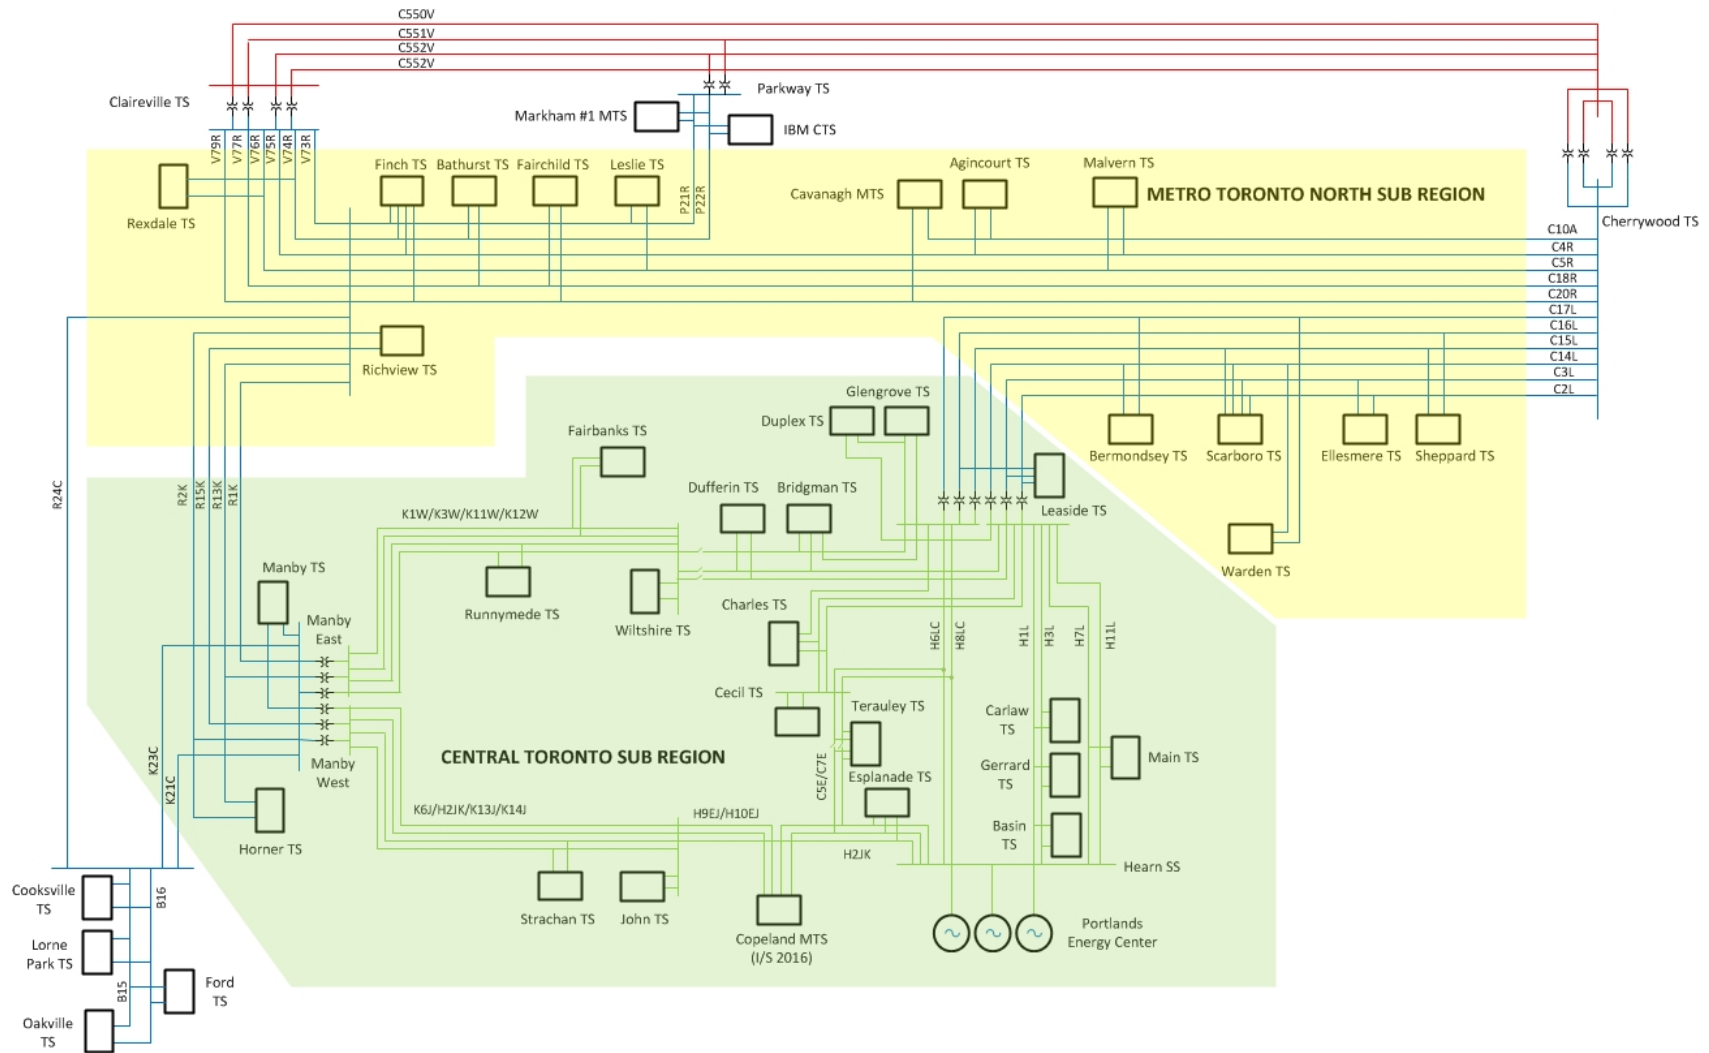 C550V
C551V
C552V
C552V
Claireville TS
Parkway TS
Markham #1 MTS
IBM CTS
V79R
V77R
V76R
V75R
V74R
V73R
Finch TS
Bathurst TS
Fairchild TS
Leslie TS
P21R
P22R
Agincourt TS
Malvern TS
Cavanagh MTS
METRO TORONTO NORTH SUB REGION
Rexdale TS
Cherrywood TS
C10A
C4R
C5R
C18R
C20R
C17L
C16L
C15L
C14L
C3L
C2L
Richview TS
Glengrove TS
Duplex TS
Fairbanks TS
Bermondsey TS
Scarboro TS
Ellesmere TS
Sheppard TS
R24C
R2K
R15K
R13K
R1K
Dufferin TS
Bridgman TS
Leaside TS
K1W/K3W/K11W/K12W
Manby TS
Warden TS
Runnymede TS
Charles TS
Wiltshire TS
Manby
East
H6LC
H8LC
H1L
H3L
H7L
H11L
Cecil TS
Terauley TS
Carlaw
TS
CENTRAL TORONTO SUB REGION
Main TS
K23C
K21C
Manby
West
C5E/C7E
Esplanade TS
Gerrard
TS
K6J/H2JK/K13J/K14J
H9EJ/H10EJ
Basin
TS
Horner TS
H2JK
Hearn SS
Cooksville
TS
B16
Strachan TS
John TS
Copeland MTS
(I/S 2016)
Portlands
Energy Center
Lorne
Park TS
B15
Ford
TS
Oakville
TS